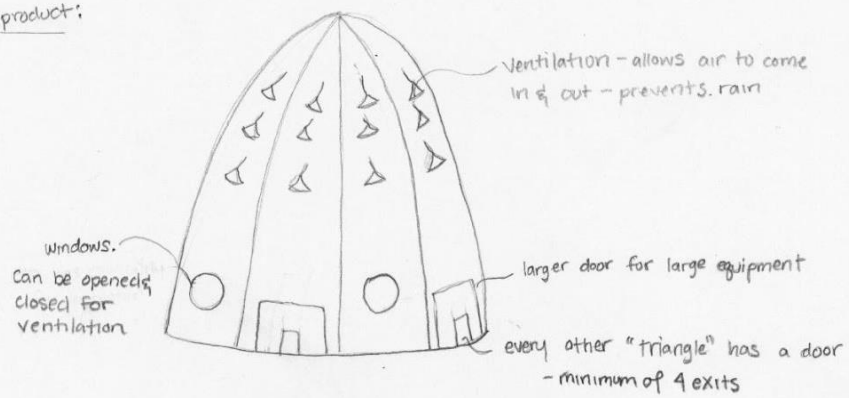 product:
ventilation - allows air to come
in & out - prevents. rain
windows.
can be opened &
closed for
ventilation
larger door for large equipment
every other "triangle" has a door
- minimum of 4 exits